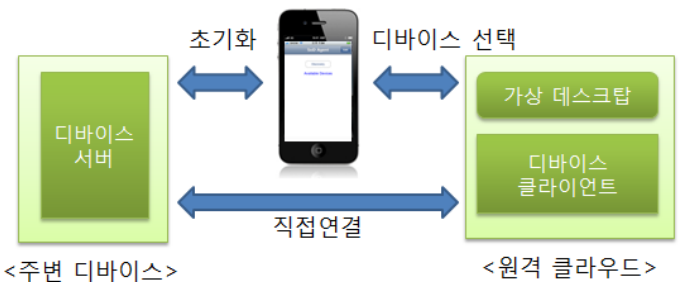 초기화
디바이스 선택
디바이스
서버
가상 데스크탑
디바이스
클라이언트
직접연결
<주변 디바이스>
<원격 클라우드>
Available Devices